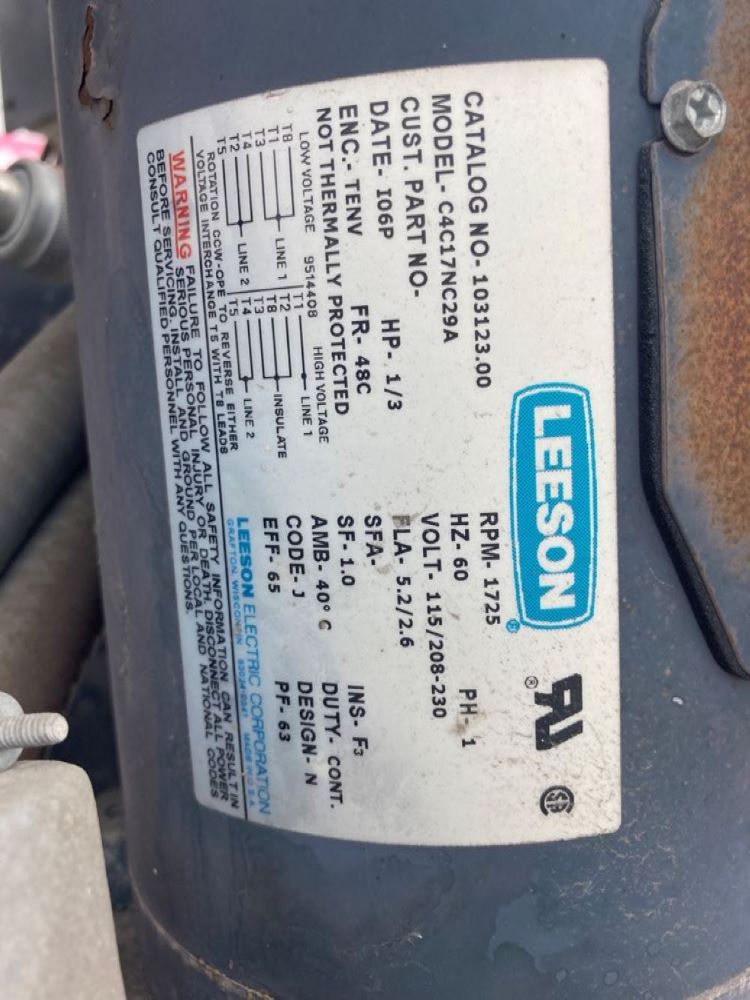 LEESON
CATALOG NO- 103123.00
MODEL- C4C17NC29A
CUST. PART NO-
DATE- I06P HP- 1/3
ENC.- TENV FR- 48C
NOT THERMALLY PROTECTED
RPM- 1725
HZ- 60 PH- 1
VOLT- 115/208-230
FLA- 5.2/2.6
SFA-
SF- 1.0 INS- F3
AMB- 40° C DUTY- CONT.
CODE- J DESIGN- N
EFF- 65 PF- 63
LOW VOLTAGE 9514408 HIGH VOLTAGE
T8 T1 LINE 1
T1 LINE 1 T2
T3 T8 INSULATE
T4 T3
T2 LINE 2 T4 LINE 2
T5 T5
ROTATION CCW-OPE TO REVERSE EITHER
VOLTAGE INTERCHANGE T5 WITH T8 LEADS
LEESON ELECTRIC CORPORATION
GRAFTON, WISCONSIN MADE IN U.S.A.
WARNING FAILURE TO FOLLOW ALL SAFETY INFORMATION CAN RESULT IN
SERIOUS PERSONAL INJURY OR DEATH, DISCONNECT ALL POWER
BEFORE SERVICING. INSTALL AND GROUND PER LOCAL AND NATIONAL CODES
CONSULT QUALIFIED PERSONNEL WITH ANY QUESTIONS.